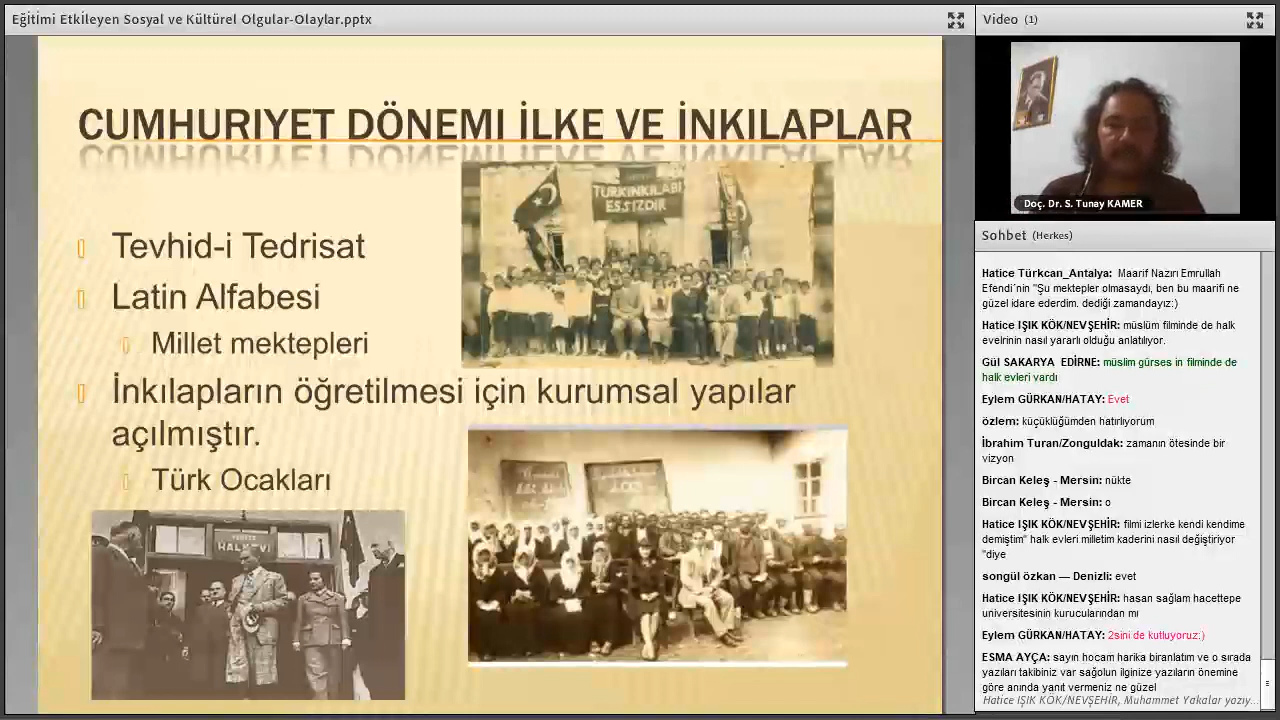 Eğitimi Etkileyen Sosyal ve Kültürel Olgular-Olaylar.pptx
CUMHURIYET DÖNEMI İLKE VE İNKILAPLAR
TÜRKİNKILABI
EŞSİZDİR
Tevhid-i Tedrisat
Latin Alfabesi
Millet mektepleri
İnkılapların öğretilmesi için kurumsal yapılar
açılmıştır.
Türk Ocakları
HALKEVİ
Video (1)
Doç. Dr. S. Tunay KAMER
Sohbet (Herkes)
Hatice Türkcan_Antalya: Maarif Nazırı Emrullah
Efendi´nin "Şu mektepler olmasaydı, ben bu maarifi ne
güzel idare ederdim. dediği zamandayız:)
Hatice IŞIK KÖK/NEVŞEHİR: müslüm filminde de halk
evelrinin nasıl yararlı olduğu anlatılıyor.
Gül SAKARYA EDİRNE: müslim gürses in filminde de
halk evleri vardı
Eylem GÜRKAN/HATAY: Evet
özlem: küçüklüğümden hatırlıyorum
İbrahim Turan/Zonguldak: zamanın ötesinde bir
vizyon
Bircan Keleş - Mersin: nükte
Bircan Keleş - Mersin: o
Hatice IŞIK KÖK/NEVŞEHİR: filmi izlerke kendi kendime
demiştim" halk evleri milletim kaderini nasıl değiştiriyor
"diye
songül özkan — Denizli: evet
Hatice IŞIK KÖK/NEVŞEHİR: hasan sağlam hacettepe
universitesinin kurucularından mı
Eylem GÜRKAN/HATAY: 2sini de kutluyoruz:)
ESMA AYÇA: sayın hocam harika biranlatım ve o sırada
yazıları takibiniz var sağolun ilginize yazıların önemine
göre anında yanıt vermeniz ne güzel
Hatice IŞIK KÖK/NEVŞEHİR, Muhammet Yakalar yazıy...